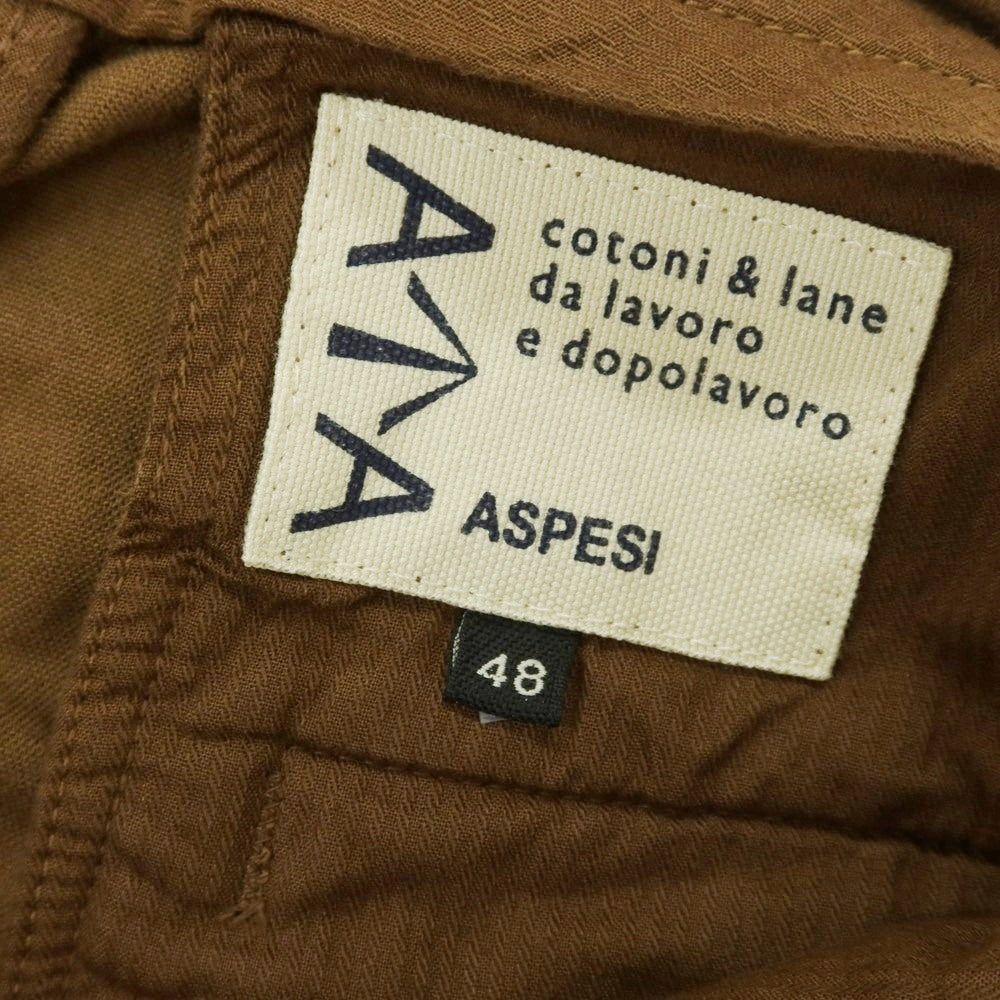 cotoni & lane
da lavoro
e dopolavoro
ASPESI
48